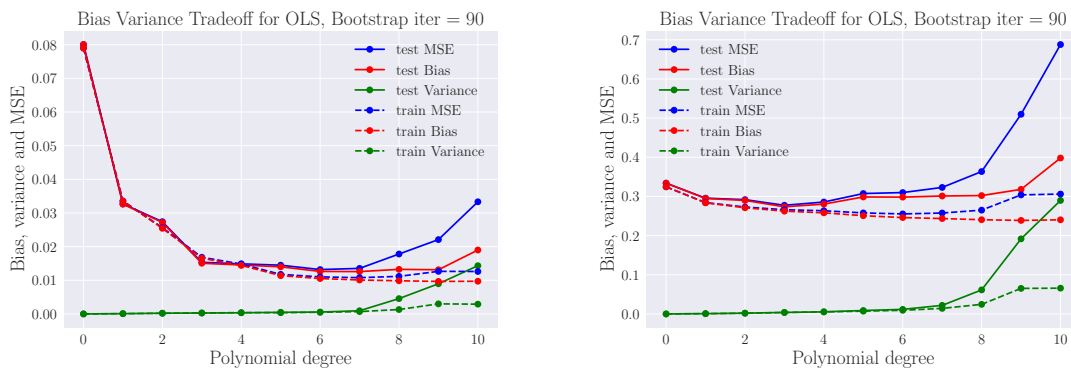 Bias Variance Tradeoff for OLS, Bootstrap iter = 90
Bias, variance and MSE
0.08
0.07
0.06
0.05
0.04
0.03
0.02
0.01
0.00
test MSE
test Bias
test Variance
train MSE
train Bias
train Variance
0 2 4 6 8 10
Polynomial degree
Bias Variance Tradeoff for OLS, Bootstrap iter = 90
Bias, variance and MSE
0.7
0.6
0.5
0.4
0.3
0.2
0.1
0.0
test MSE
test Bias
test Variance
train MSE
train Bias
train Variance
0 2 4 6 8 10
Polynomial degree